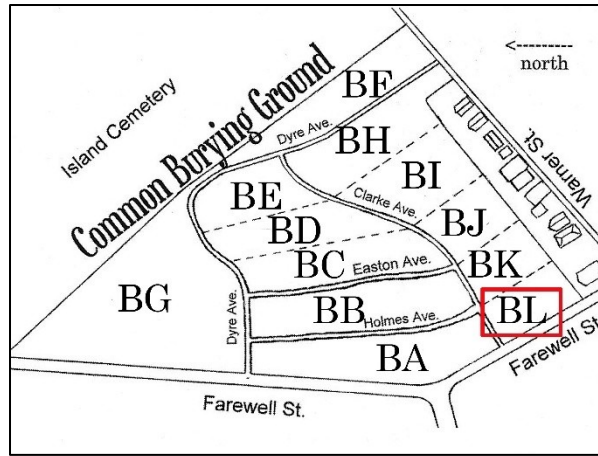 <---------
north
BF
Island Cemetery
Common Burying Ground
Dyre Ave.
BH
Warner St.
BI
BE
Clarke Ave.
BD
BJ
BC
Easton Ave.
BK
BG
Dyre Ave.
BB
Holmes Ave.
BL
BA
Farewell St.
Farewell St.